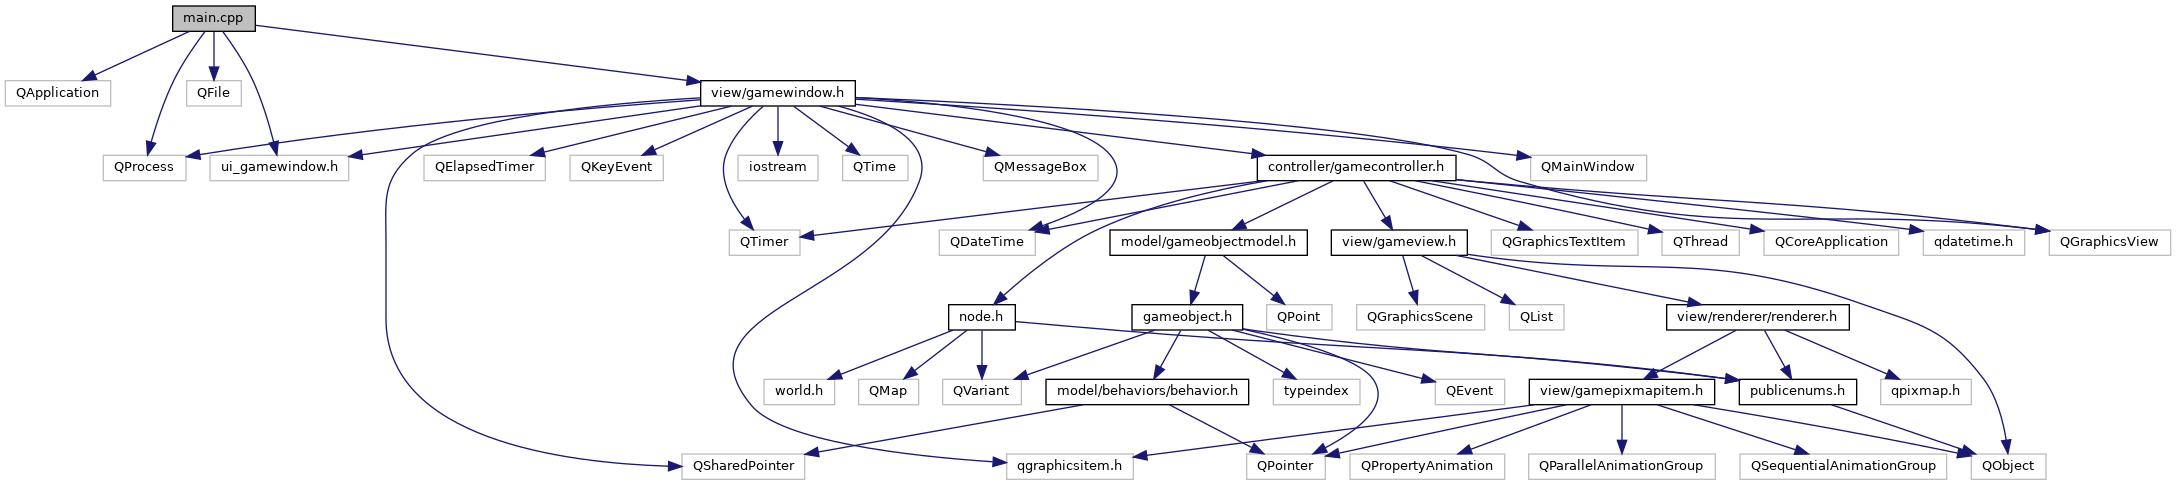 main.cpp
QApplication
QFile
view/gamewindow.h
QProcess
ui_gamewindow.h
QElapsedTimer
QKeyEvent
iostream
QTime
QMessageBox
controller/gamecontroller.h
QMainWindow
QTimer
QDateTime
model/gameobjectmodel.h
view/gameview.h
QGraphicsTextItem
QThread
QCoreApplication
qdatetime.h
QGraphicsView
node.h
gameobject.h
QPoint
QGraphicsScene
QList
view/renderer/renderer.h
world.h
QMap
QVariant
model/behaviors/behavior.h
typeindex
QEvent
view/gamepixmapitem.h
publicenums.h
qpixmap.h
QSharedPointer
qgraphicsitem.h
QPointer
QPropertyAnimation
QParallelAnimationGroup
QSequentialAnimationGroup
QObject